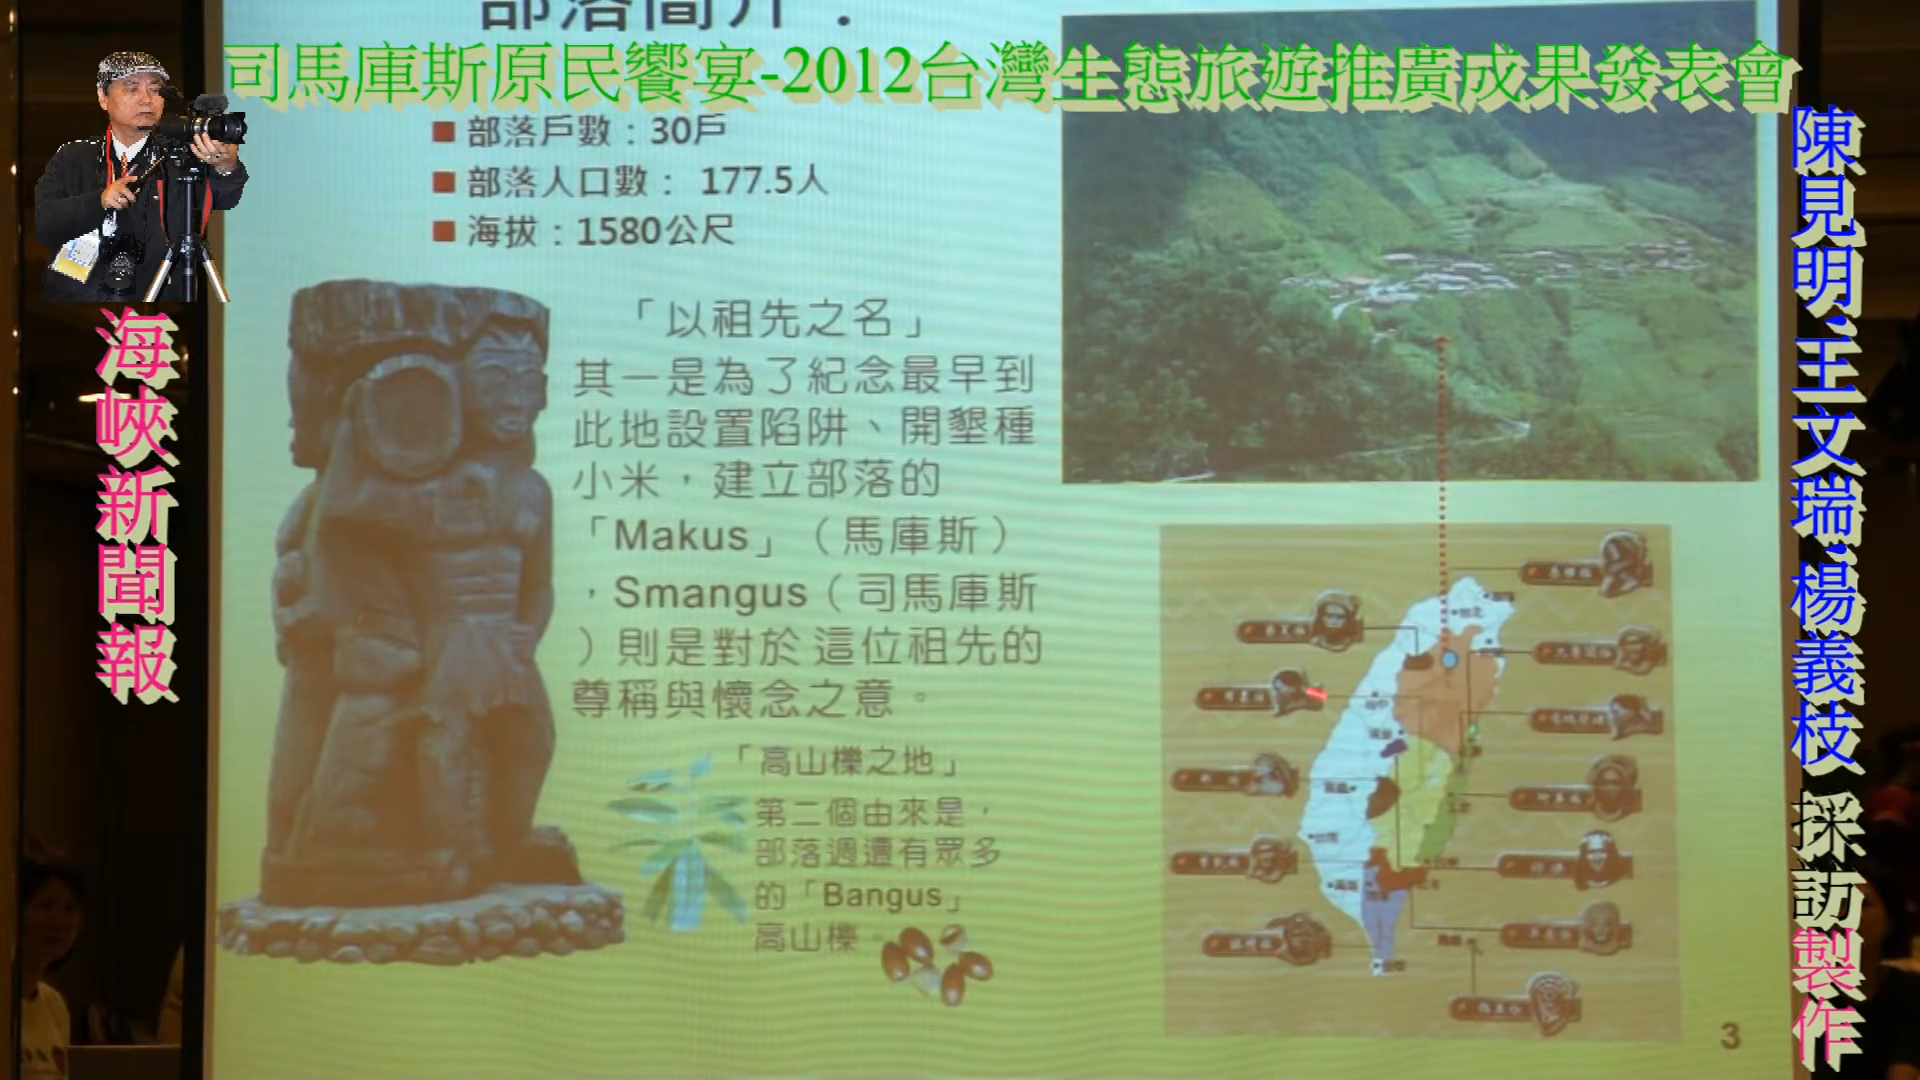 部落簡介：
司馬庫斯原民饗宴-2012台灣生態旅遊推廣成果發表會
部落戶數：30戶
部落人口數： 177.5人
海拔：1580公尺
「以祖先之名」
其一是為了紀念最早到
此地設置陷阱、開墾種
小米，建立部落的
「Makus」（馬庫斯）
，Smangus（司馬庫斯
）則是對於這位祖先的
尊稱與懷念之意。
「高山櫟之地」
第二個由來是，
部落週遭有眾多
的「Bangus」
高山櫟。
3
海峽新聞報
陳見明.王文瑞.楊義枝 採訪製作